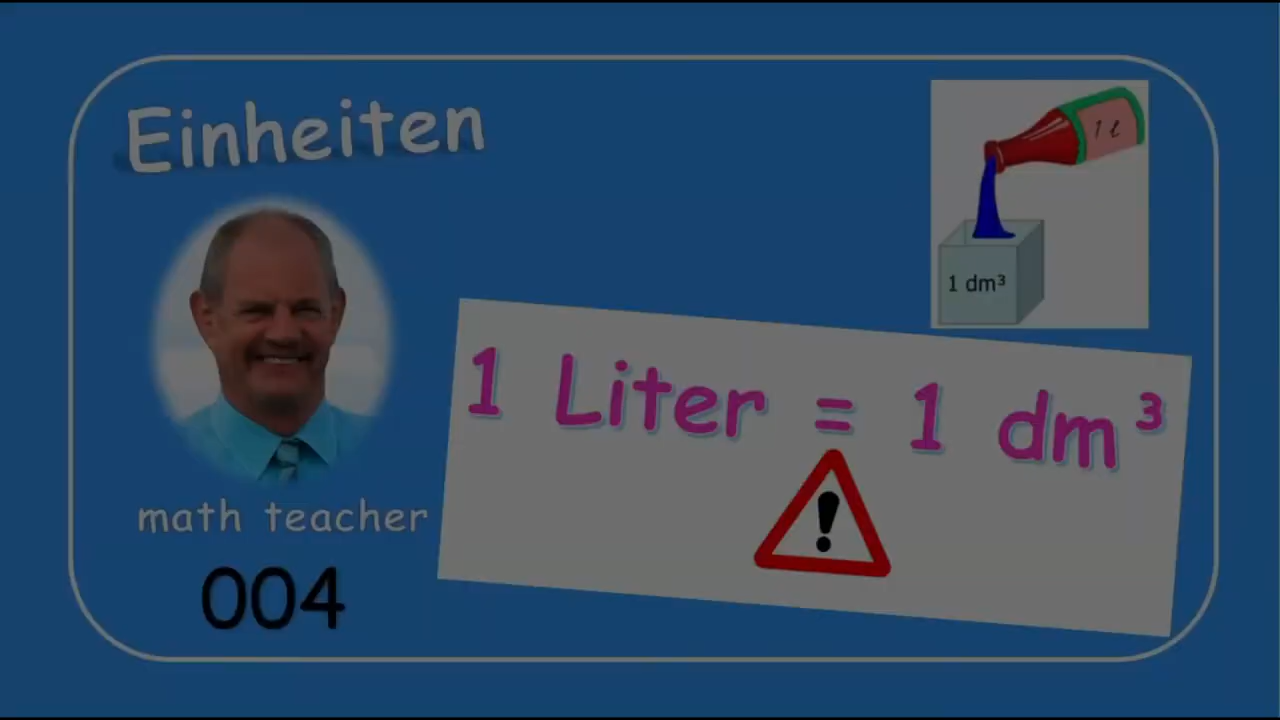 Einheiten
1 ℓ
1 dm³
1 Liter = 1 dm³
math teacher
004